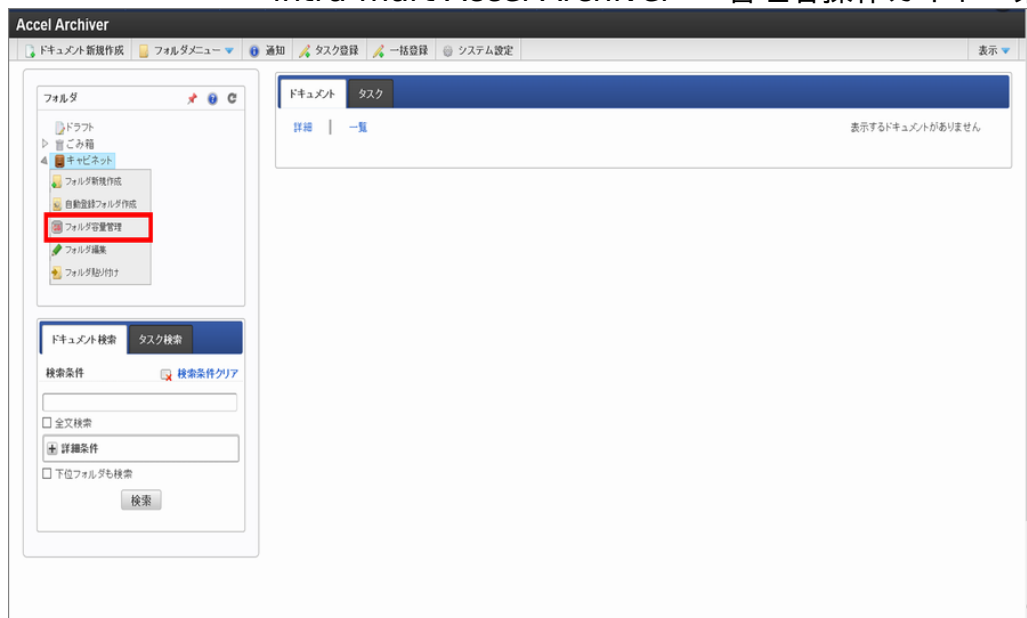 Accel Archiver
ドキュメント新規作成 フォルダメニュー 通知 タスク登録 一括登録 システム設定 表示
フォルダ
ドラフト
ごみ箱
キャビネット
フォルダ新規作成
自動登録フォルダ作成
フォルダ容量管理
フォルダ編集
フォルダ貼り付け
ドキュメント タスク
詳細 | 一覧 表示するドキュメントがありません
ドキュメント検索 タスク検索
検索条件 検索条件クリア
全文検索
詳細条件
下位フォルダも検索
検索